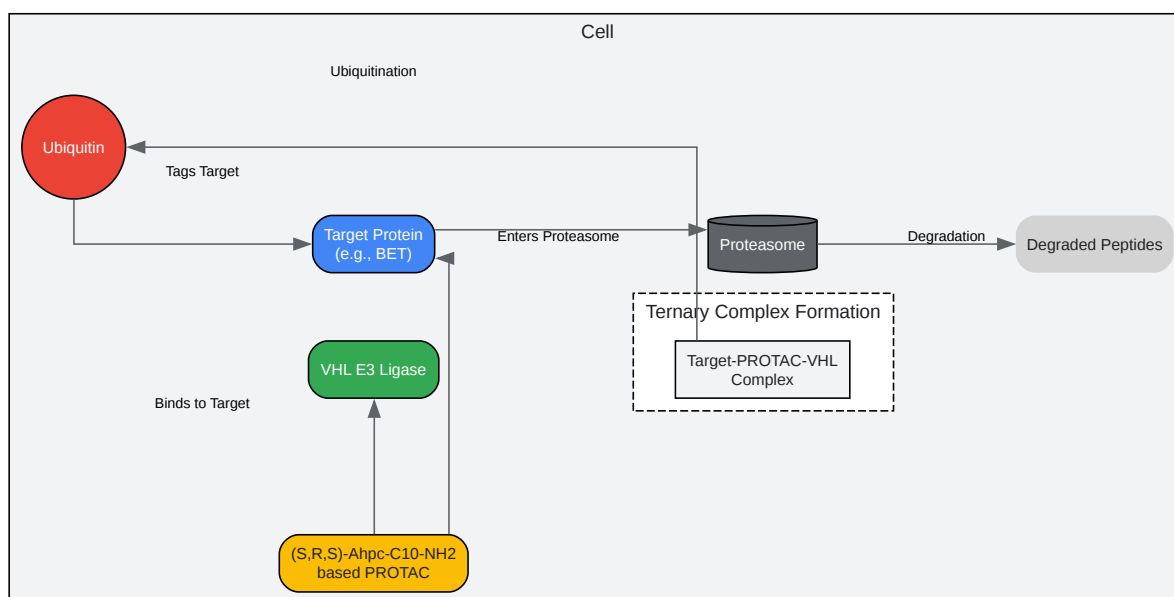 Cell
Ubiquitination
Ubiquitin
Tags Target
Target Protein
(e.g., BET)
Enters Proteasome
Proteasome
Degradation
Degraded Peptides
Ternary Complex Formation
Target-PROTAC-VHL
Complex
VHL E3 Ligase
Binds to Target
(S,R,S)-Ahpc-C10-NH2
based PROTAC